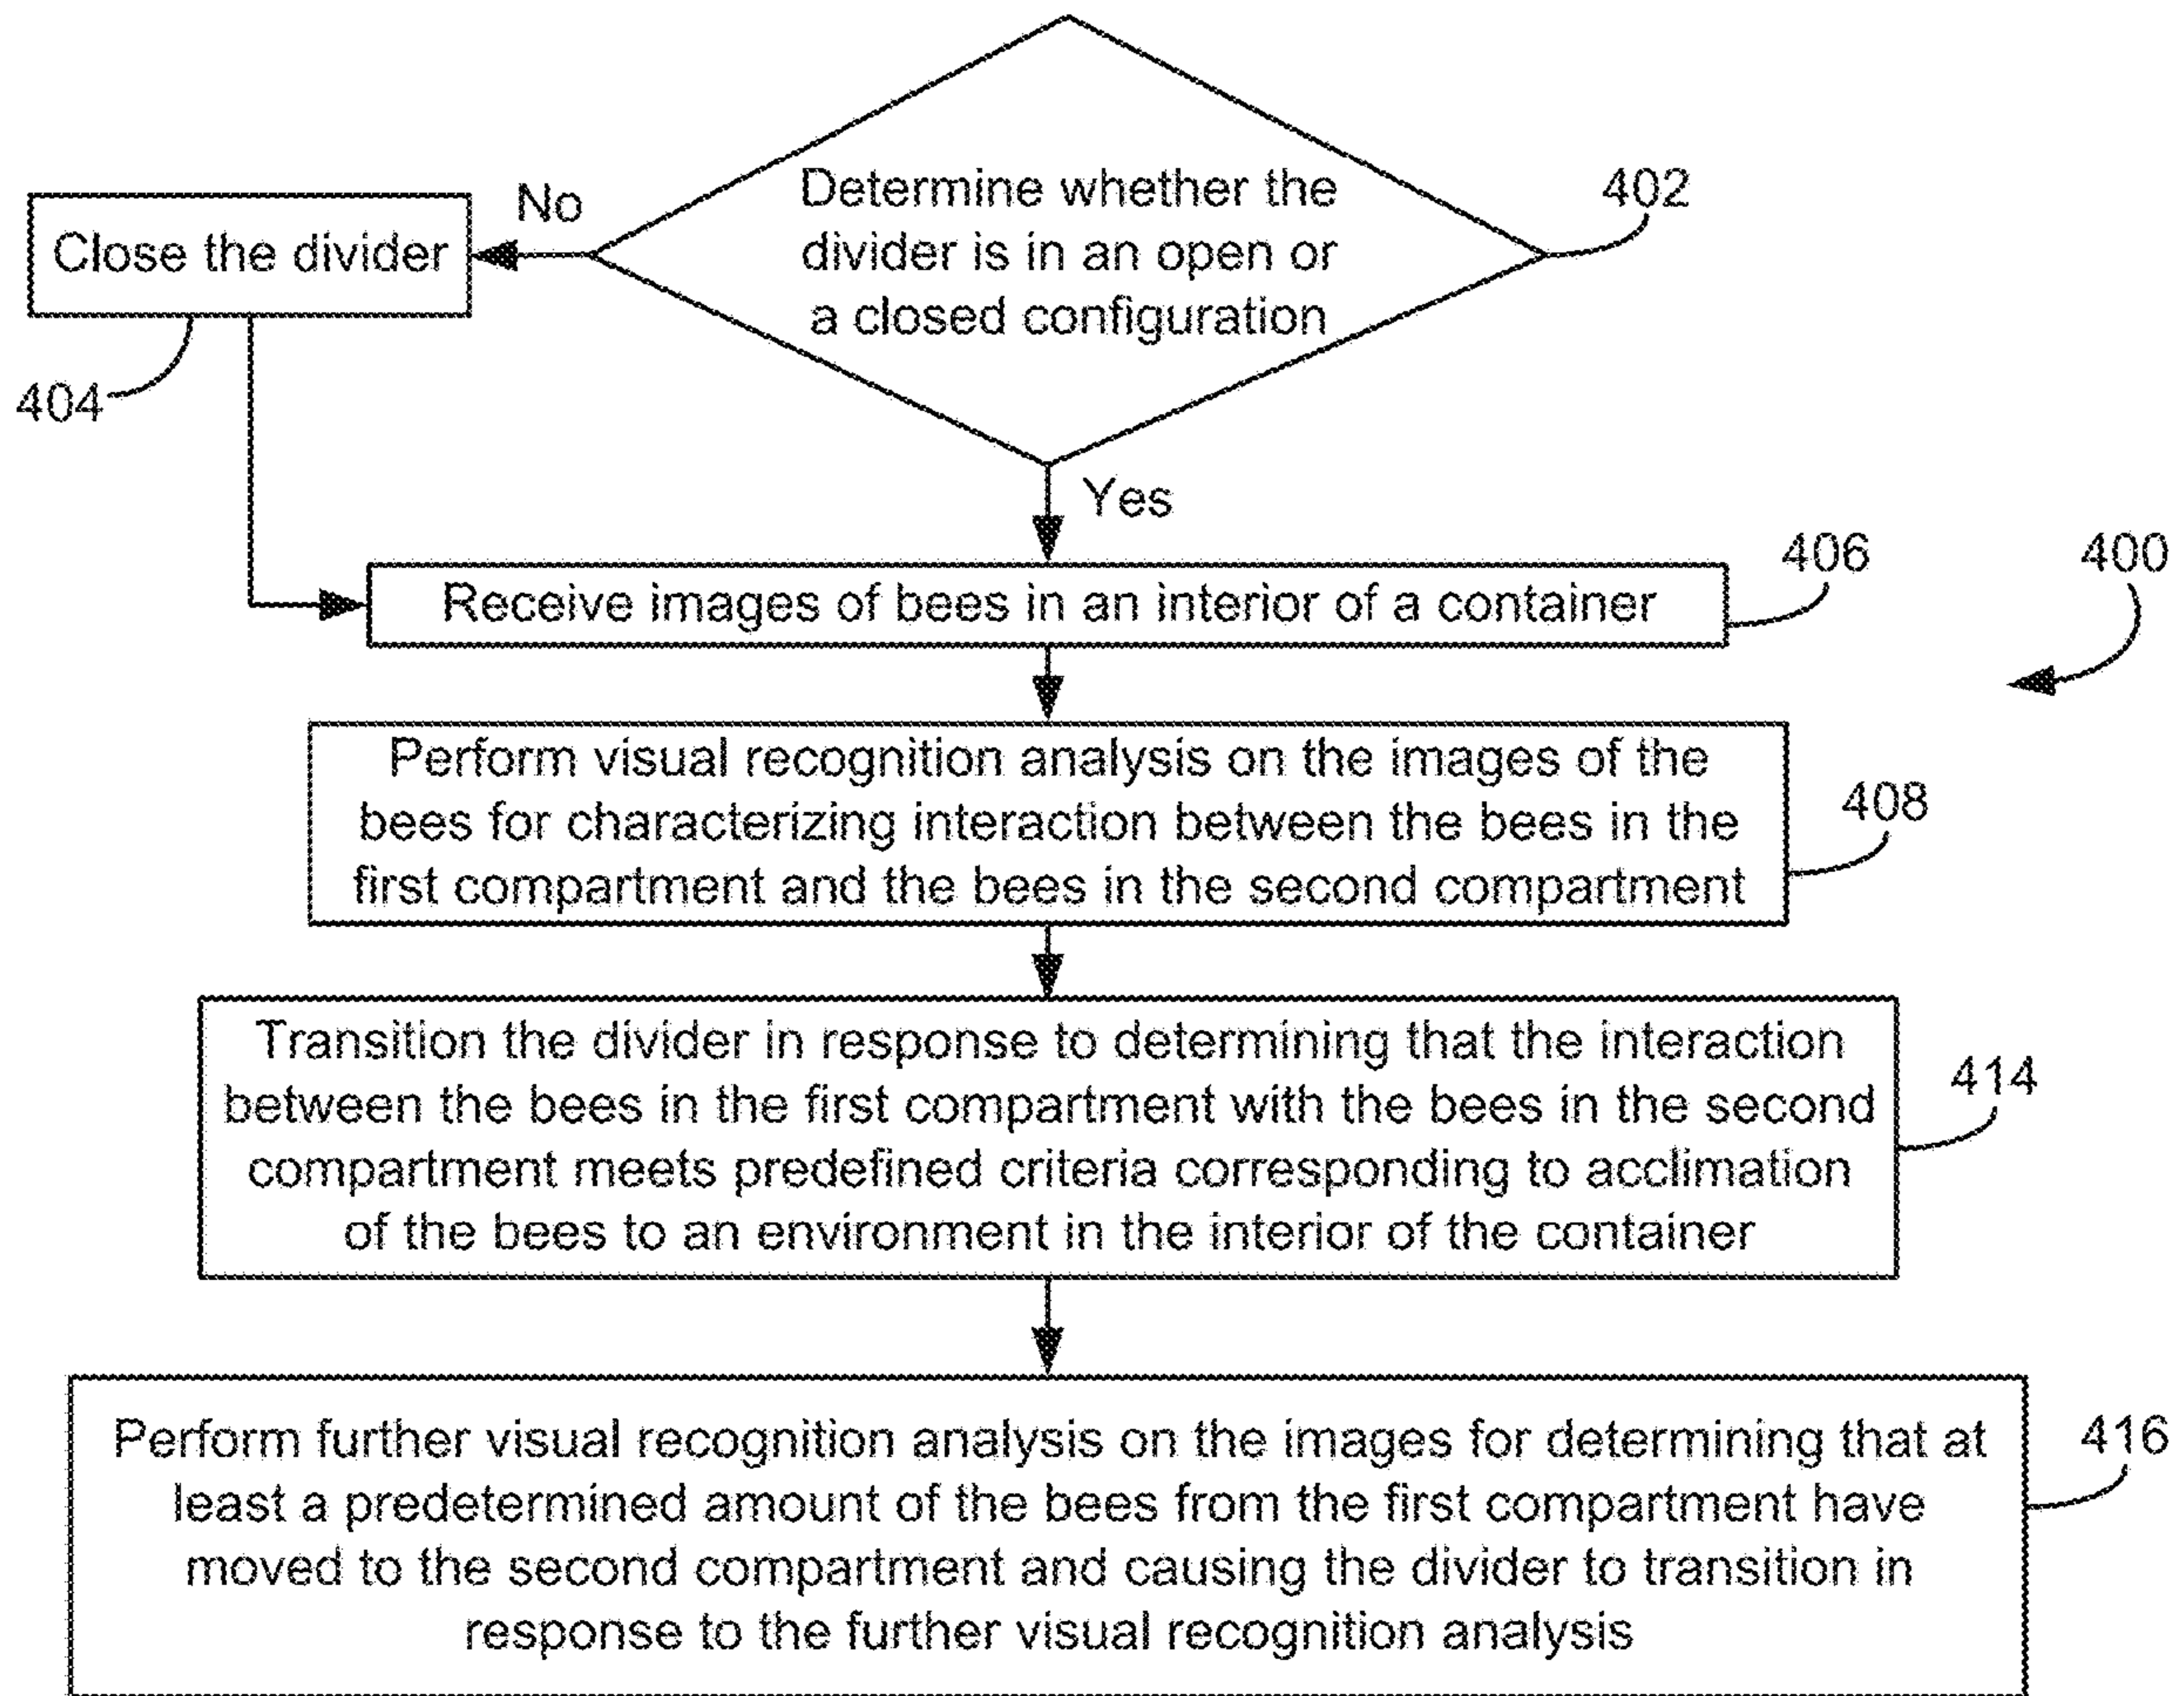 Determine whether the
divider is in an open or
a closed configuration
402
No
Close the divider
404
Yes
Receive images of bees in an interior of a container
406
400
Perform visual recognition analysis on the images of the
bees for characterizing interaction between the bees in the
first compartment and the bees in the second compartment
408
Transition the divider in response to determining that the interaction
between the bees in the first compartment with the bees in the second
compartment meets predefined criteria corresponding to acclimation
of the bees to an environment in the interior of the container
414
Perform further visual recognition analysis on the images for determining that at
least a predetermined amount of the bees from the first compartment have
moved to the second compartment and causing the divider to transition in
response to the further visual recognition analysis
416